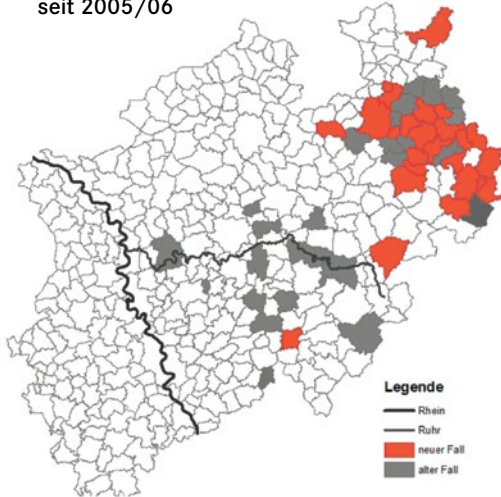 seit 2005/06
Legende
Rhein
Ruhr
neuer Fall
alter Fall